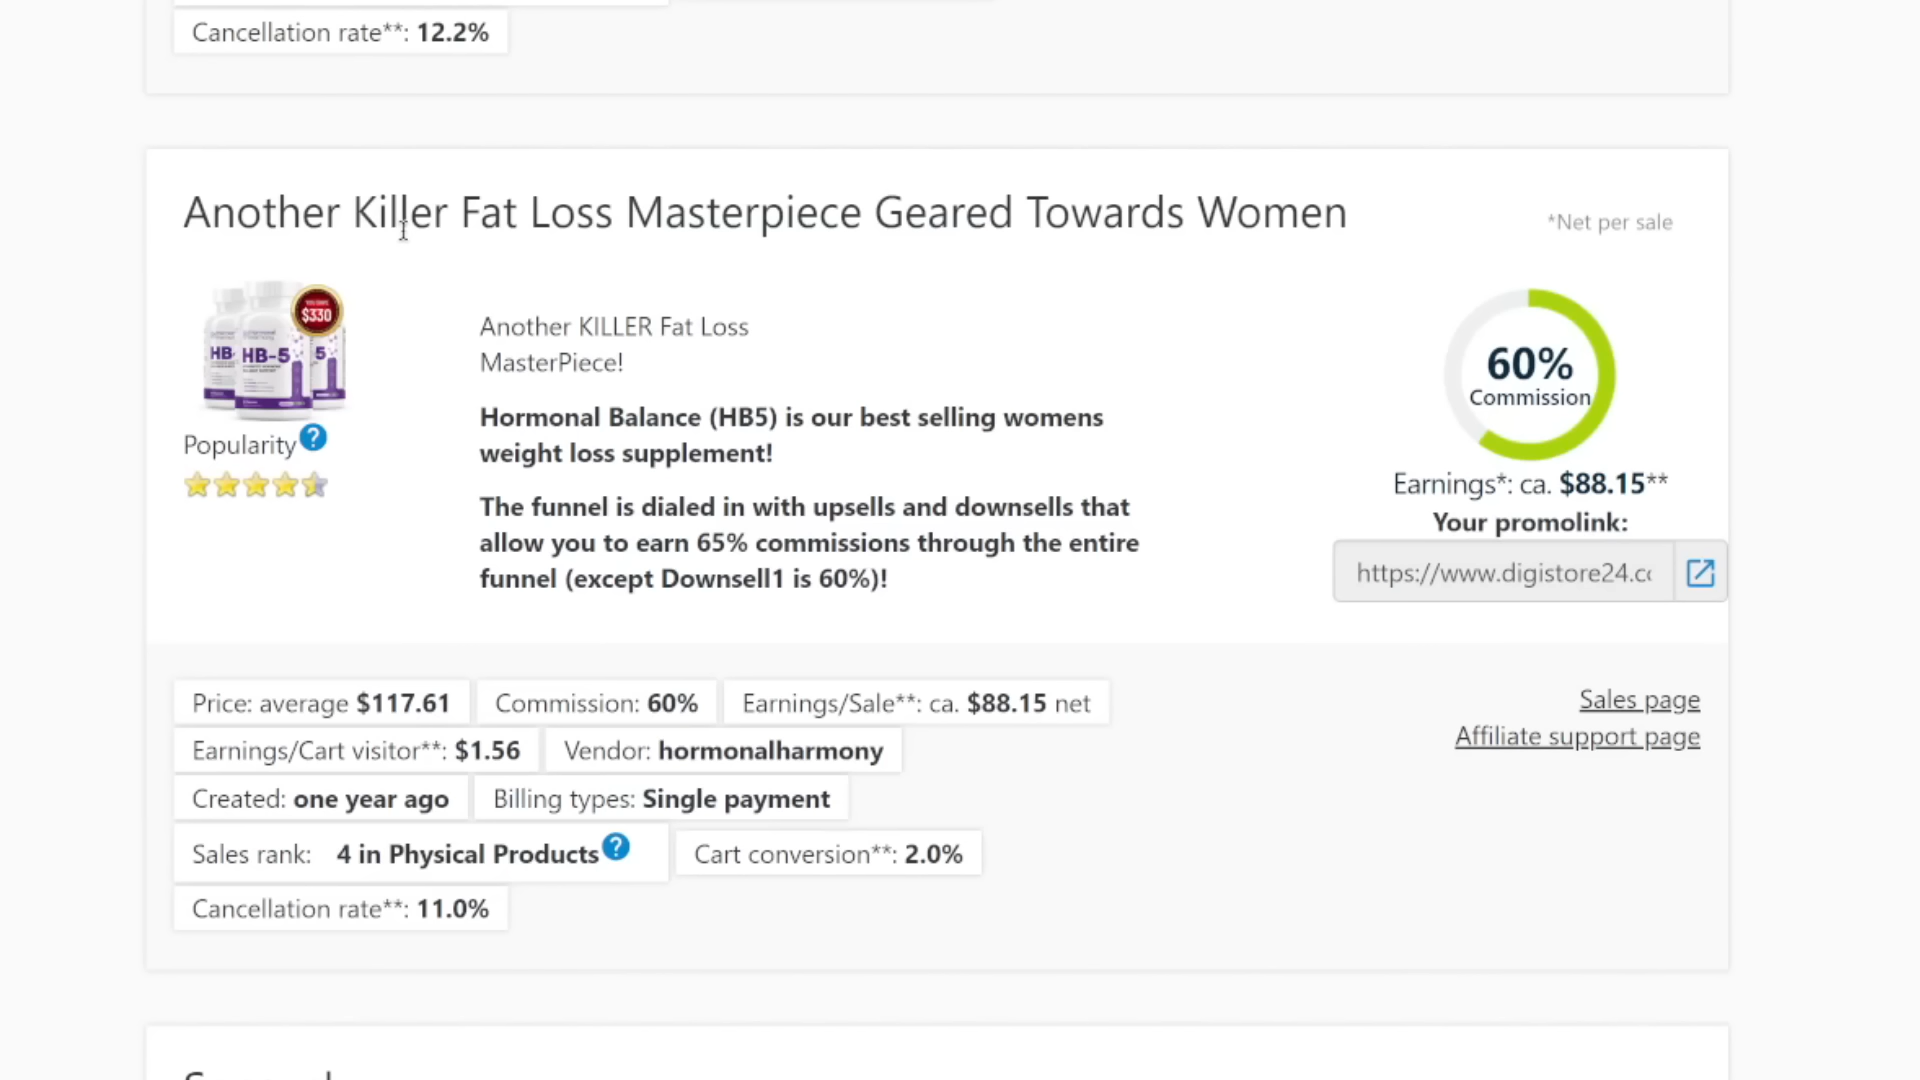 Cancellation rate**: 12.2%
Another Killer Fat Loss Masterpiece Geared Towards Women
*Net per sale
$330
HB-
HB-5
5
Popularity
?
Another KILLER Fat Loss
MasterPiece!
Hormonal Balance (HB5) is our best selling womens
weight loss supplement!
The funnel is dialed in with upsells and downsells that
allow you to earn 65% commissions through the entire
funnel (except Downsell1 is 60%)!
60%
Commission
Earnings*: ca. $88.15**
Your promolink:
https://www.digistore24.c
Price: average $117.61
Commission: 60%
Earnings/Sale**: ca. $88.15 net
Earnings/Cart visitor**: $1.56
Vendor: hormonalharmony
Created: one year ago
Billing types: Single payment
Sales rank: 4 in Physical Products
?
Cart conversion**: 2.0%
Cancellation rate**: 11.0%
Sales page
Affiliate support page